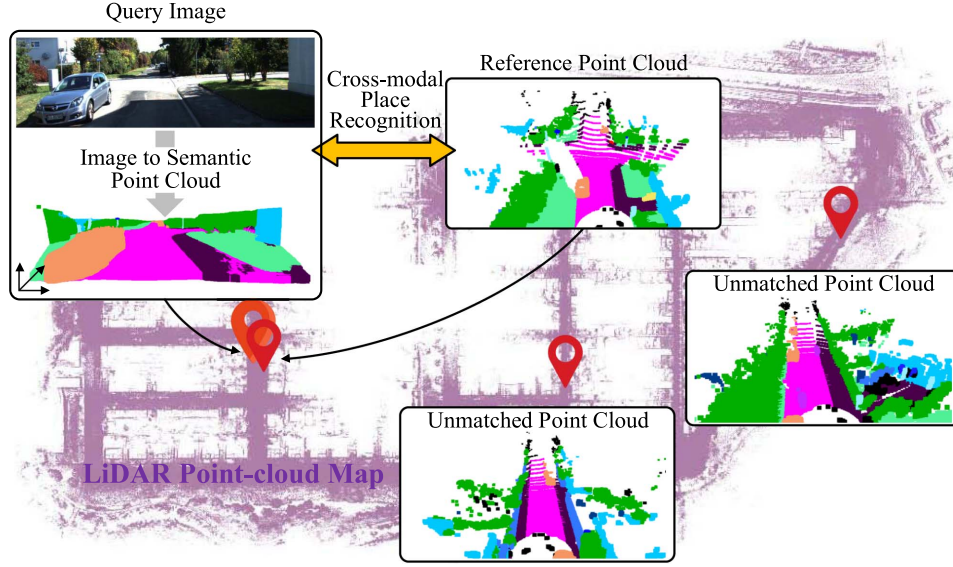 Query Image
Cross-modal
Place
Recognition
Reference Point Cloud
Image to Semantic
Point Cloud
Unmatched Point Cloud
Unmatched Point Cloud
LiDAR Point-cloud Map